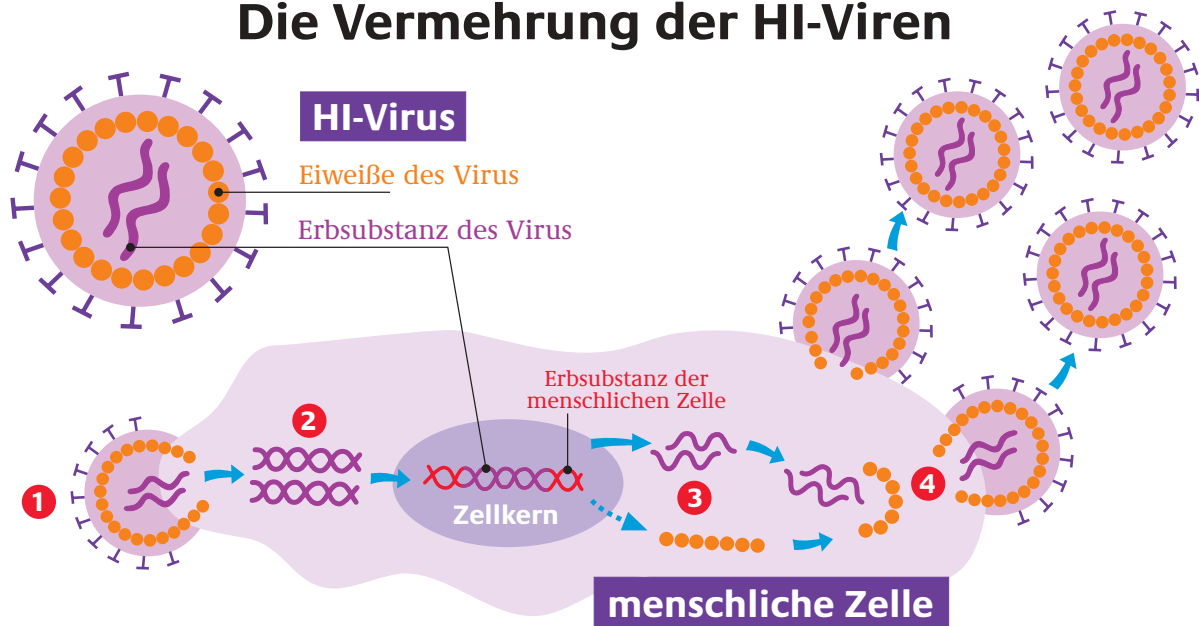 Die Vermehrung der HI-Viren
HI-Virus
Eiweiße des Virus
Erbsubstanz des Virus
Erbsubstanz der
menschlichen Zelle
1
2
3
4
Zellkern
menschliche Zelle